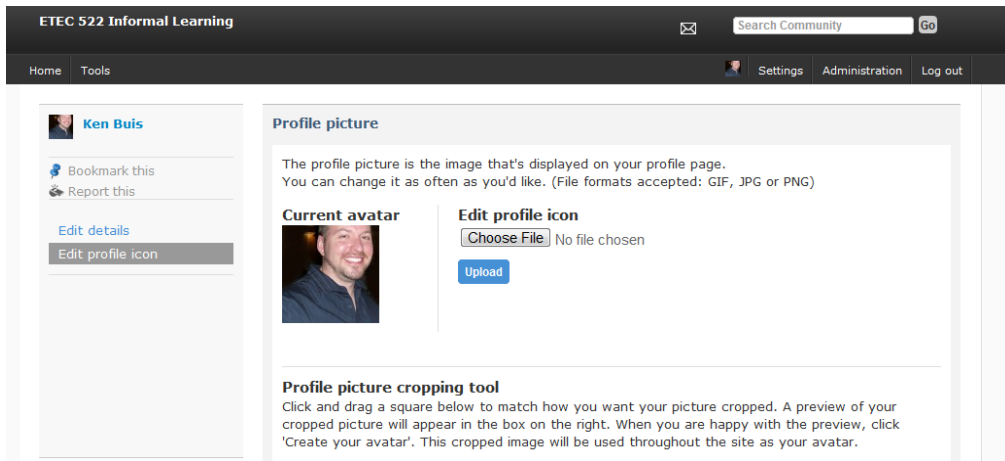 ETEC 522 Informal Learning
Search Community
Go
Home
Tools
Settings
Administration
Log out
Ken Buis
Bookmark this
Report this
Edit details
Edit profile icon
Profile picture
The profile picture is the image that's displayed on your profile page.
You can change it as often as you'd like. (File formats accepted: GIF, JPG or PNG)
Current avatar
Edit profile icon
Choose File No file chosen
Upload
Profile picture cropping tool
Click and drag a square below to match how you want your picture cropped. A preview of your
cropped picture will appear in the box on the right. When you are happy with the preview, click
'Create your avatar'. This cropped image will be used throughout the site as your avatar.